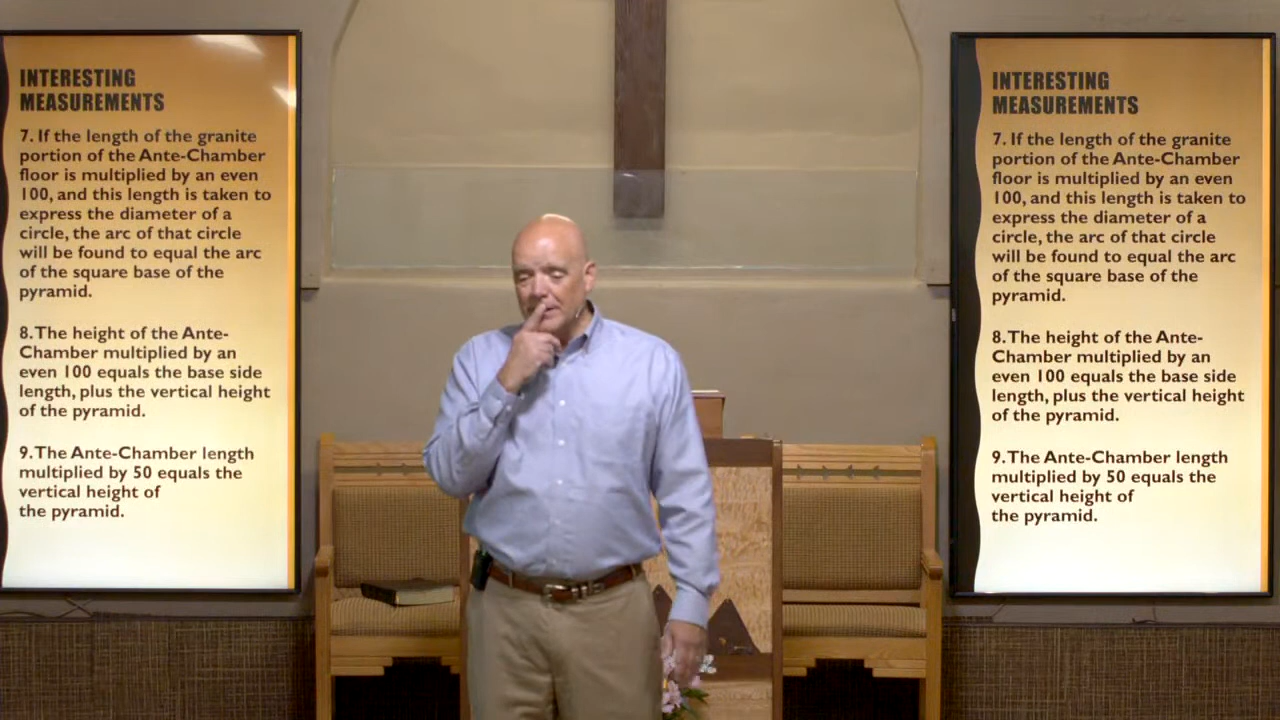 INTERESTING
MEASUREMENTS
7. If the length of the granite
portion of the Ante-Chamber
floor is multiplied by an even
100, and this length is taken to
express the diameter of a
circle, the arc of that circle
will be found to equal the arc
of the square base of the
pyramid.
8. The height of the Ante-
Chamber multiplied by an
even 100 equals the base side
length, plus the vertical height
of the pyramid.
9. The Ante-Chamber length
multiplied by 50 equals the
vertical height of
the pyramid.
INTERESTING
MEASUREMENTS
7. If the length of the granite
portion of the Ante-Chamber
floor is multiplied by an even
100, and this length is taken to
express the diameter of a
circle, the arc of that circle
will be found to equal the arc
of the square base of the
pyramid.
8. The height of the Ante-
Chamber multiplied by an
even 100 equals the base side
length, plus the vertical height
of the pyramid.
9. The Ante-Chamber length
multiplied by 50 equals the
vertical height of
the pyramid.